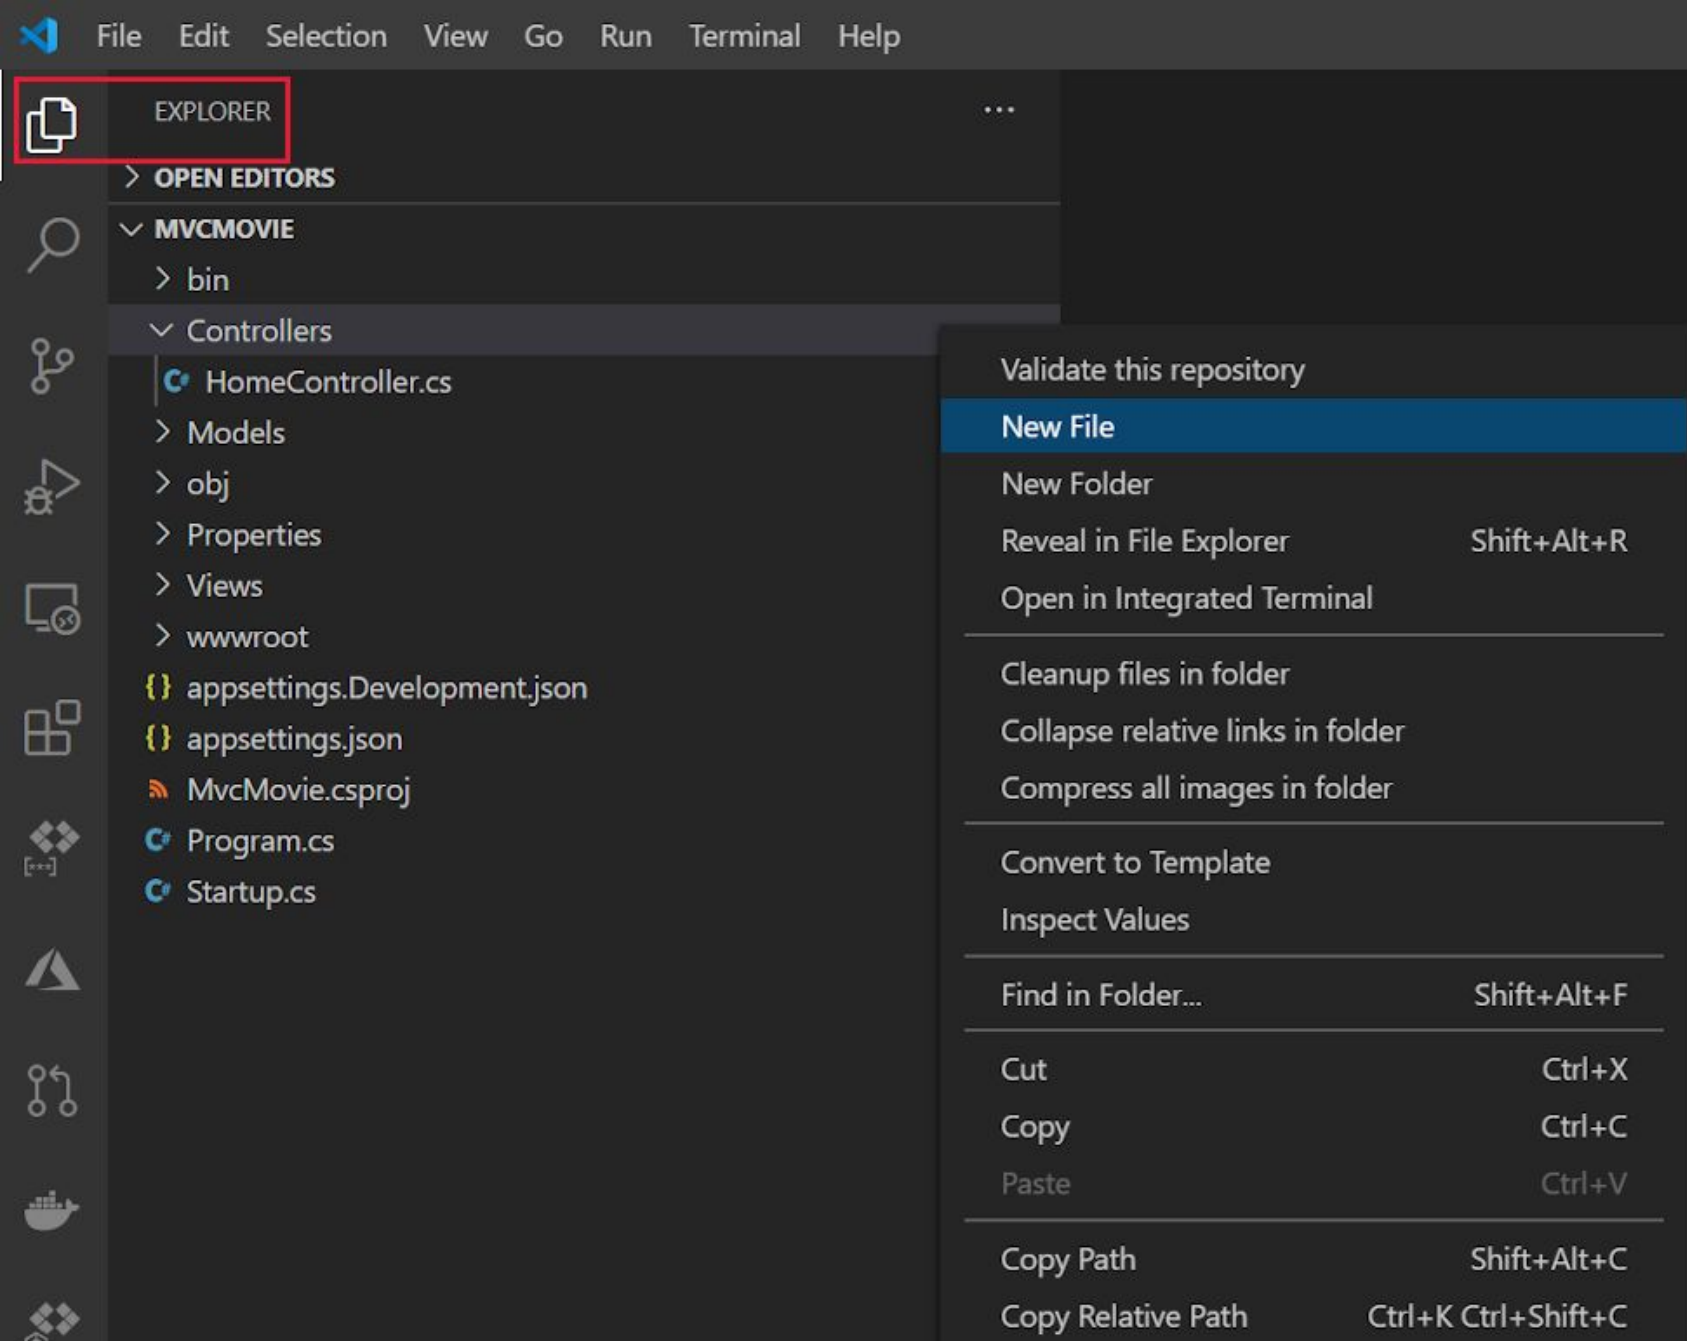 File Edit Selection View Go Run Terminal Help
EXPLORER ...
OPEN EDITORS
MVCMOVIE
bin
Controllers
HomeController.cs
Models
obj
Properties
Views
wwwroot
{} appsettings.Development.json
{} appsettings.json
MvcMovie.csproj
C# Program.cs
C# Startup.cs
Validate this repository
New File
New Folder
Reveal in File Explorer Shift+Alt+R
Open in Integrated Terminal
Cleanup files in folder
Collapse relative links in folder
Compress all images in folder
Convert to Template
Inspect Values
Find in Folder... Shift+Alt+F
Cut Ctrl+X
Copy Ctrl+C
Paste Ctrl+V
Copy Path Shift+Alt+C
Copy Relative Path Ctrl+K Ctrl+Shift+C